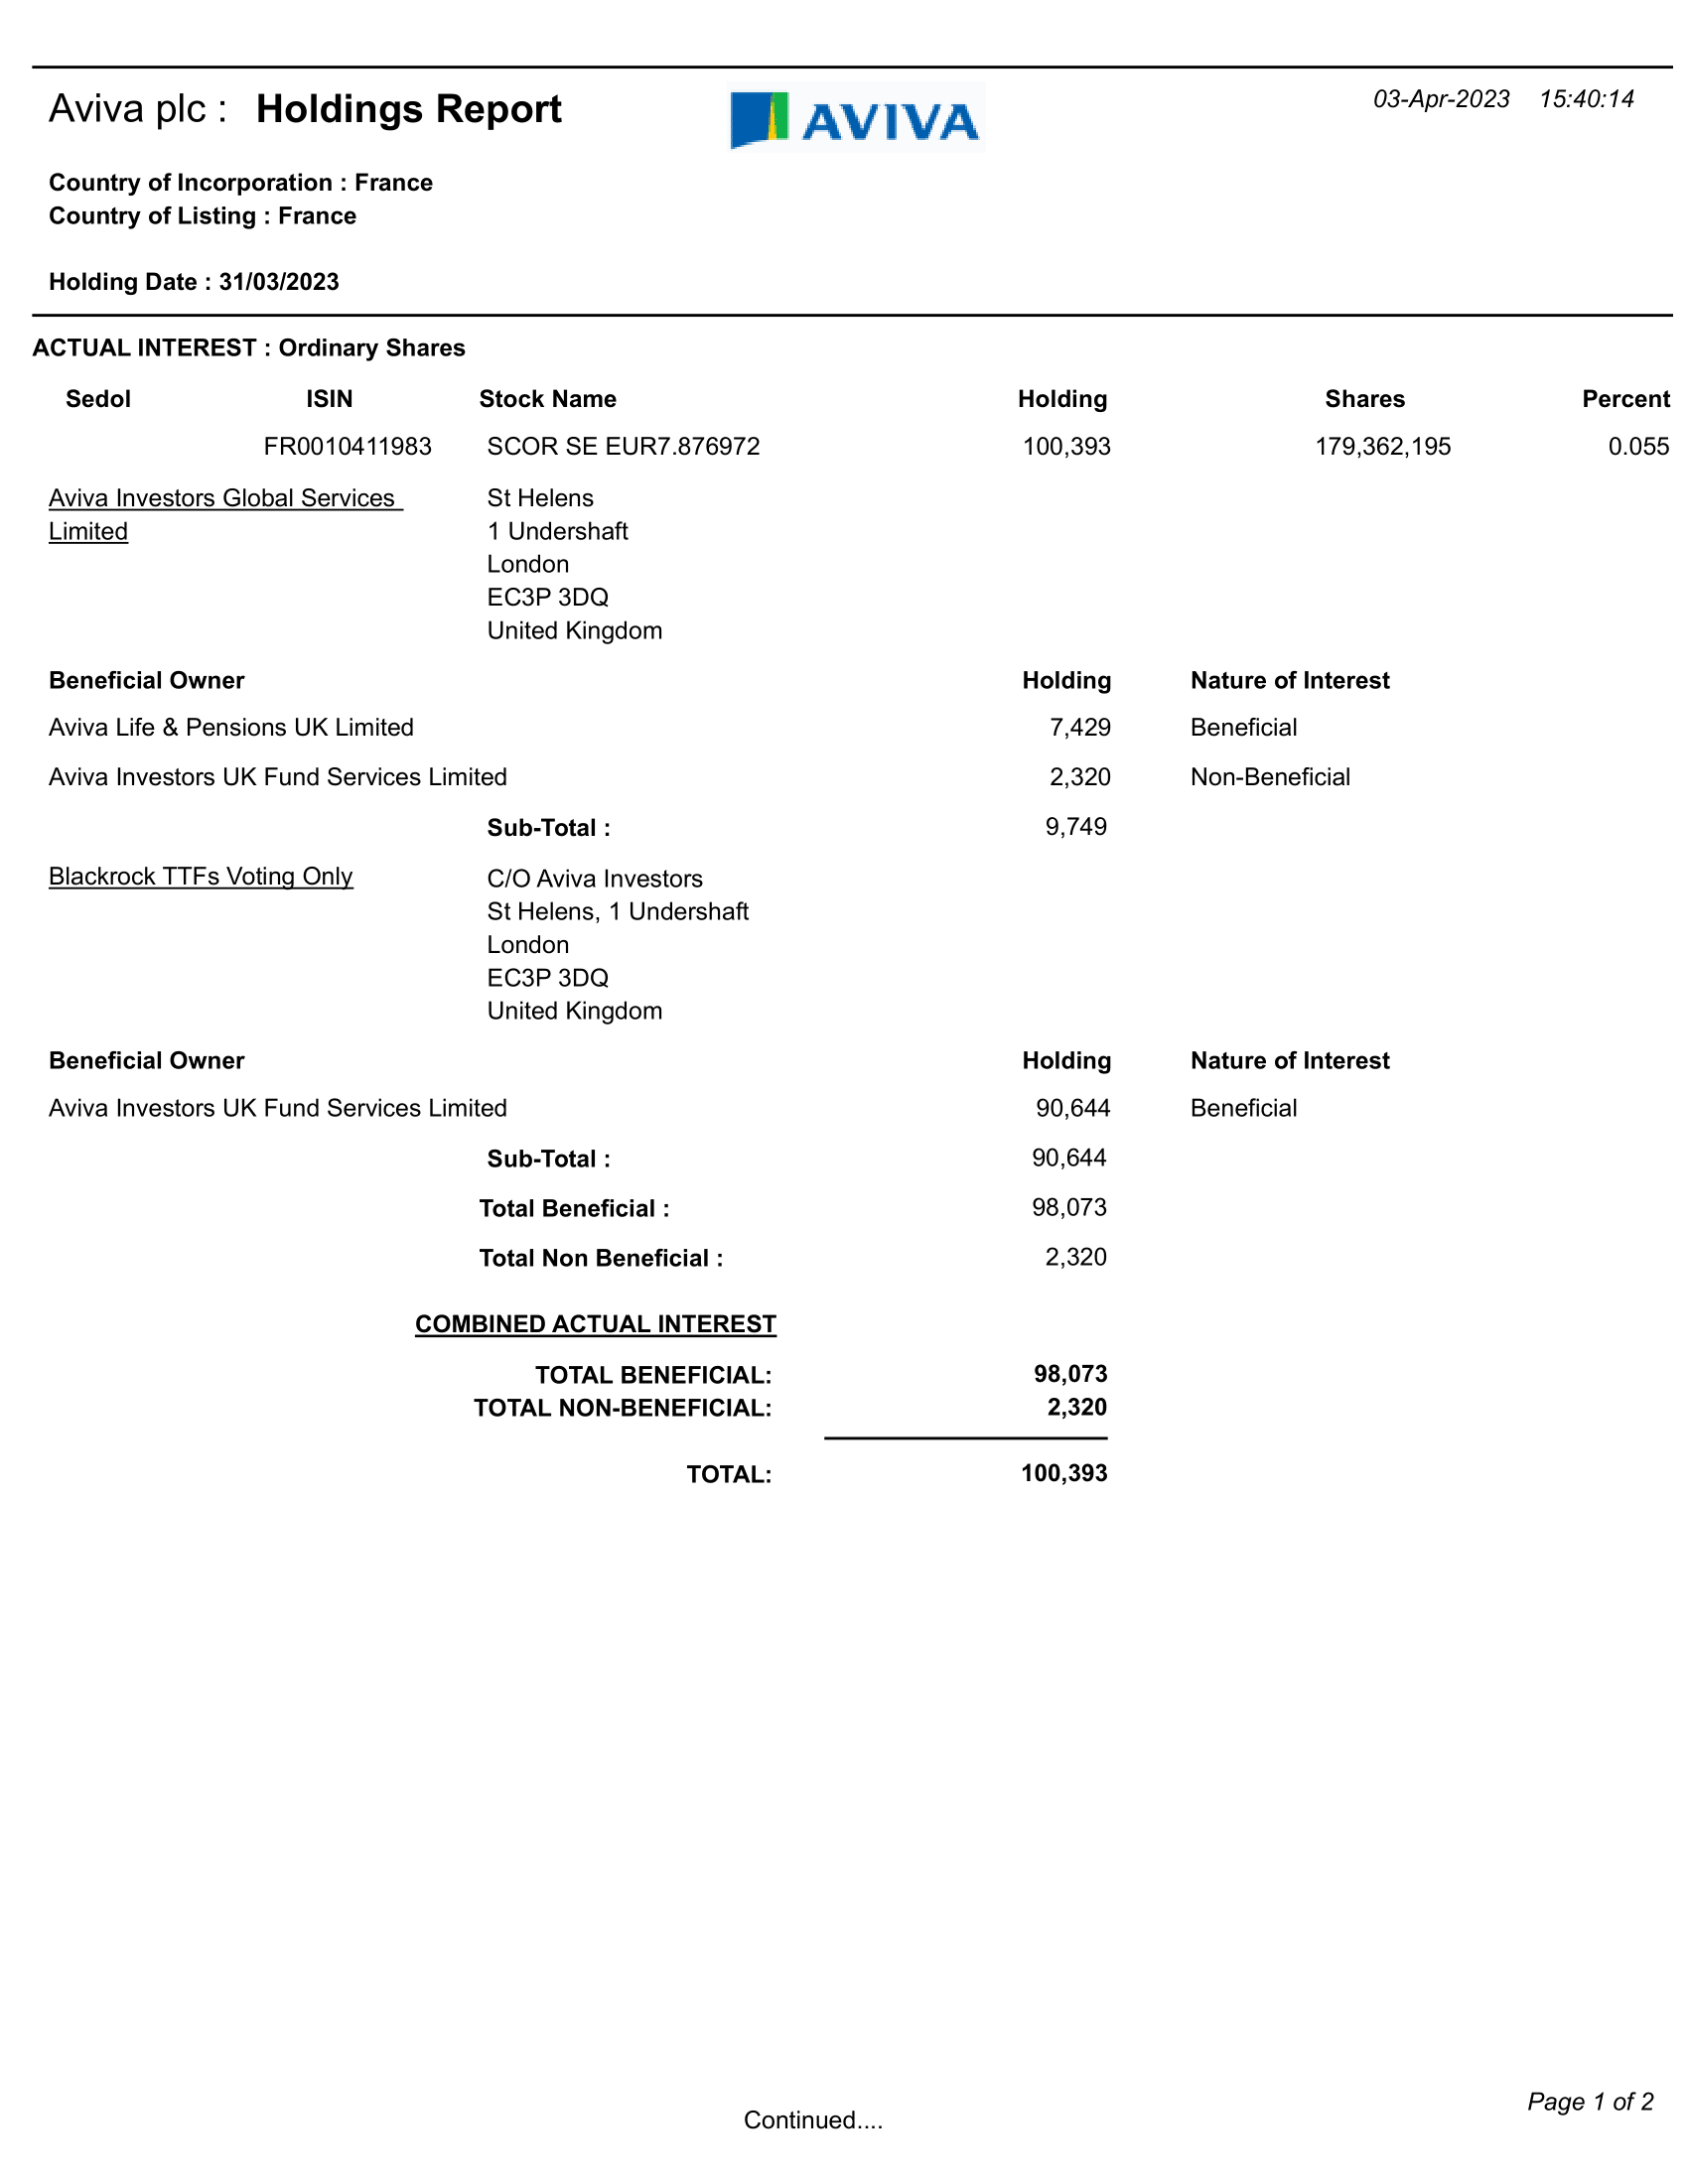 Aviva plc : Holdings Report
AVIVA
03-Apr-2023 15:40:14
Country of Incorporation : France
Country of Listing : France
Holding Date : 31/03/2023
ACTUAL INTEREST : Ordinary Shares
Sedol ISIN Stock Name Holding Shares Percent
FR0010411983 SCOR SE EUR7.876972 100,393 179,362,195 0.055
Aviva Investors Global Services
Limited
St Helens
1 Undershaft
London
EC3P 3DQ
United Kingdom
Beneficial Owner Holding Nature of Interest
Aviva Life & Pensions UK Limited 7,429 Beneficial
Aviva Investors UK Fund Services Limited 2,320 Non-Beneficial
Sub-Total : 9,749
Blackrock TTFs Voting Only
C/O Aviva Investors
St Helens, 1 Undershaft
London
EC3P 3DQ
United Kingdom
Beneficial Owner Holding Nature of Interest
Aviva Investors UK Fund Services Limited 90,644 Beneficial
Sub-Total : 90,644
Total Beneficial : 98,073
Total Non Beneficial : 2,320
COMBINED ACTUAL INTEREST
TOTAL BENEFICIAL: 98,073
TOTAL NON-BENEFICIAL: 2,320
TOTAL: 100,393
Continued....
Page 1 of 2